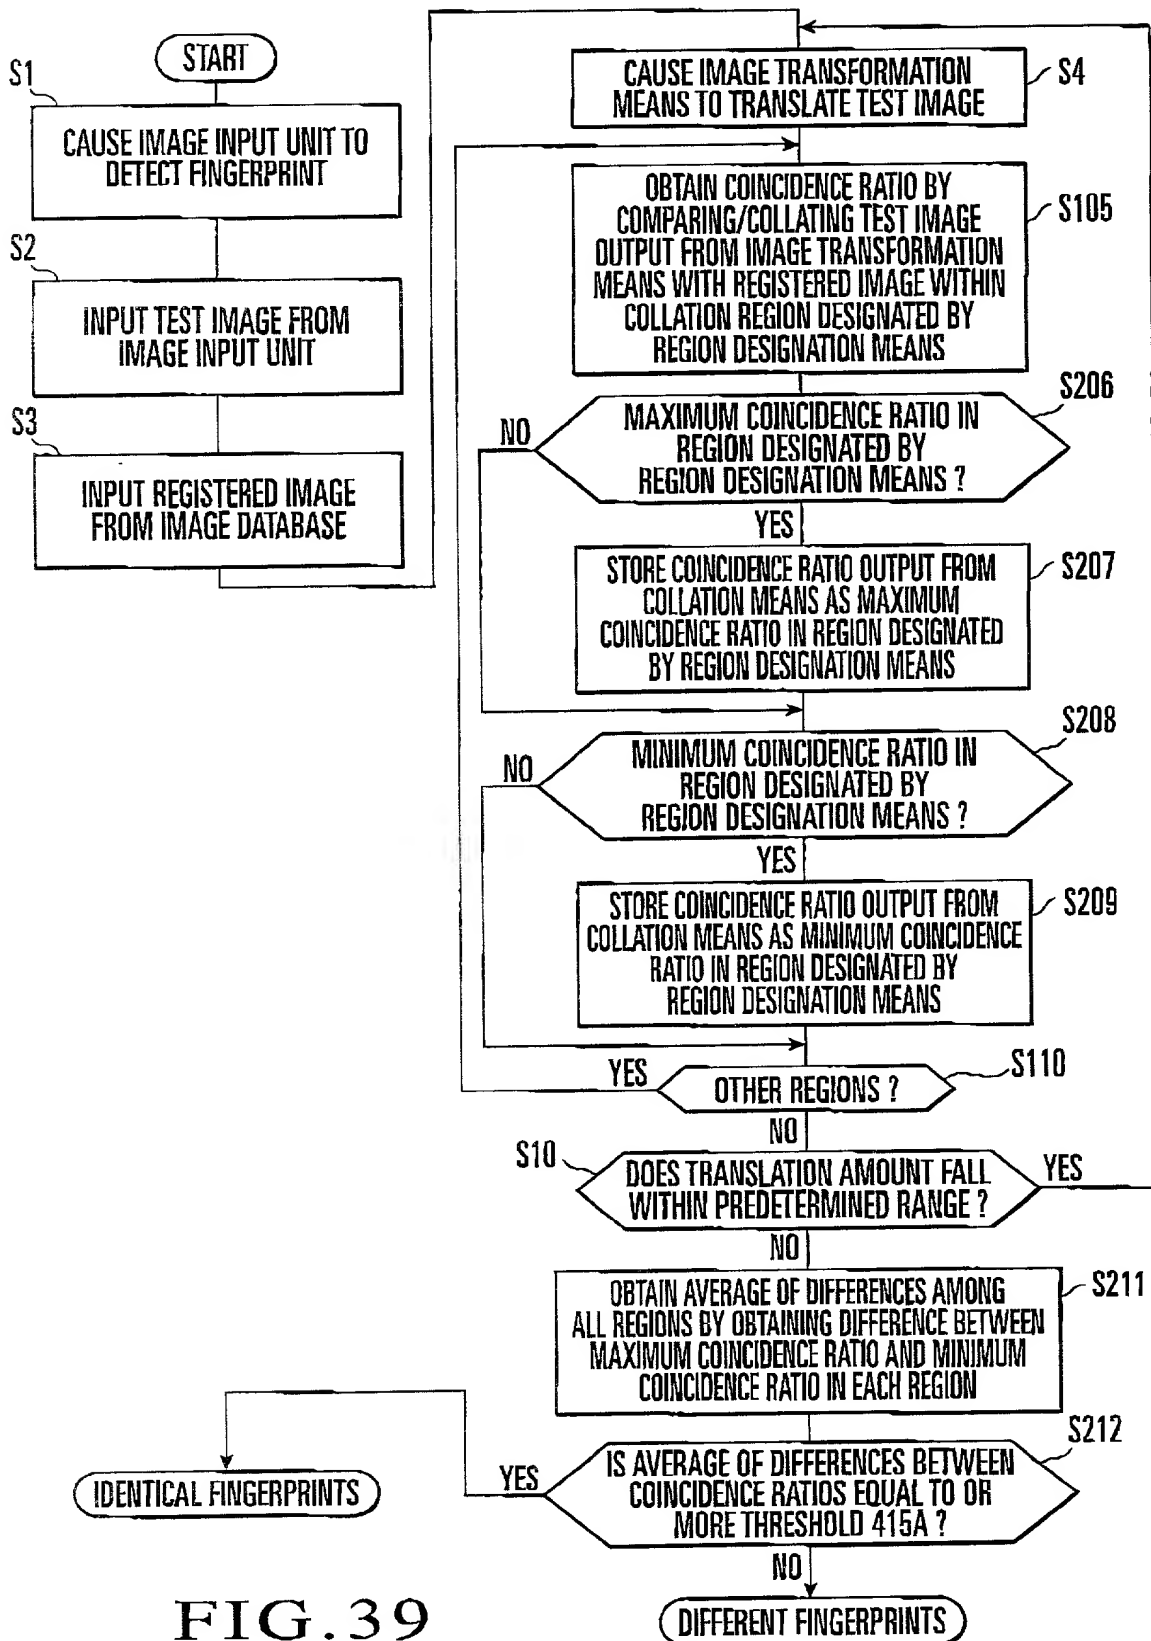 START
S1
CAUSE IMAGE INPUT UNIT TO
DETECT FINGERPRINT
S2
INPUT TEST IMAGE FROM
IMAGE INPUT UNIT
S3
INPUT REGISTERED IMAGE
FROM IMAGE DATABASE
CAUSE IMAGE TRANSFORMATION
MEANS TO TRANSLATE TEST IMAGE
S4
OBTAIN COINCIDENCE RATIO BY
COMPARING/COLLATING TEST IMAGE
OUTPUT FROM IMAGE TRANSFORMATION
MEANS WITH REGISTERED IMAGE WITHIN
COLLATION REGION DESIGNATED BY
REGION DESIGNATION MEANS
S105
S206
NO
MAXIMUM COINCIDENCE RATIO IN
REGION DESIGNATED BY
REGION DESIGNATION MEANS ?
YES
STORE COINCIDENCE RATIO OUTPUT FROM
COLLATION MEANS AS MAXIMUM
COINCIDENCE RATIO IN REGION DESIGNATED
BY REGION DESIGNATION MEANS
S207
S208
NO
MINIMUM COINCIDENCE RATIO IN
REGION DESIGNATED BY
REGION DESIGNATION MEANS ?
YES
STORE COINCIDENCE RATIO OUTPUT FROM
COLLATION MEANS AS MINIMUM COINCIDENCE
RATIO IN REGION DESIGNATED BY
REGION DESIGNATION MEANS
S209
YES
OTHER REGIONS ?
S110
NO
S10
DOES TRANSLATION AMOUNT FALL
WITHIN PREDETERMINED RANGE ?
YES
NO
OBTAIN AVERAGE OF DIFFERENCES AMONG
ALL REGIONS BY OBTAINING DIFFERENCE BETWEEN
MAXIMUM COINCIDENCE RATIO AND MINIMUM
COINCIDENCE RATIO IN EACH REGION
S211
S212
IS AVERAGE OF DIFFERENCES BETWEEN
COINCIDENCE RATIOS EQUAL TO OR
MORE THRESHOLD 415A ?
YES
IDENTICAL FINGERPRINTS
NO
DIFFERENT FINGERPRINTS
FIG.39